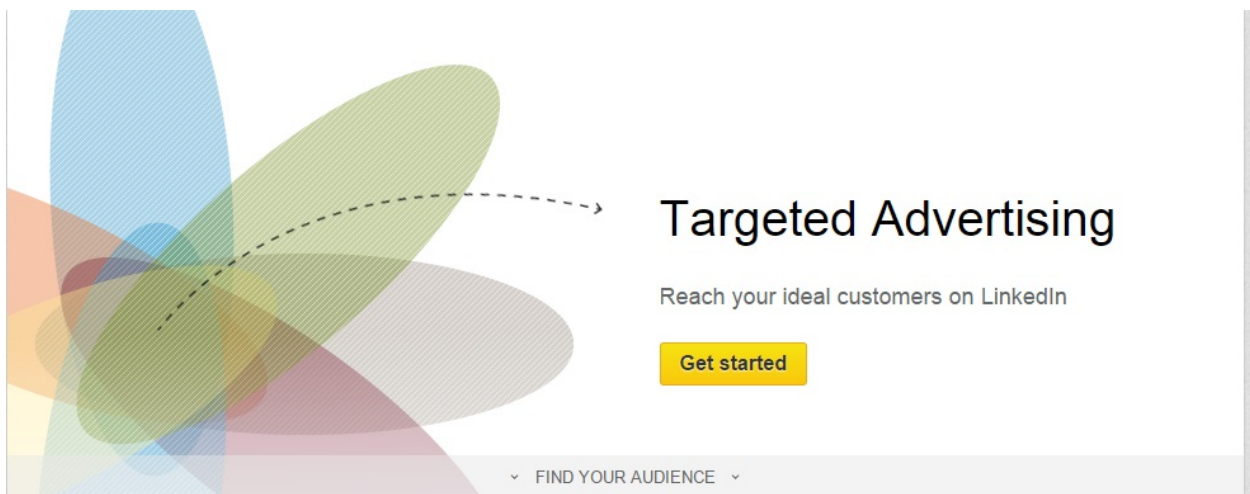 Targeted Advertising
Reach your ideal customers on LinkedIn
Get started
FIND YOUR AUDIENCE